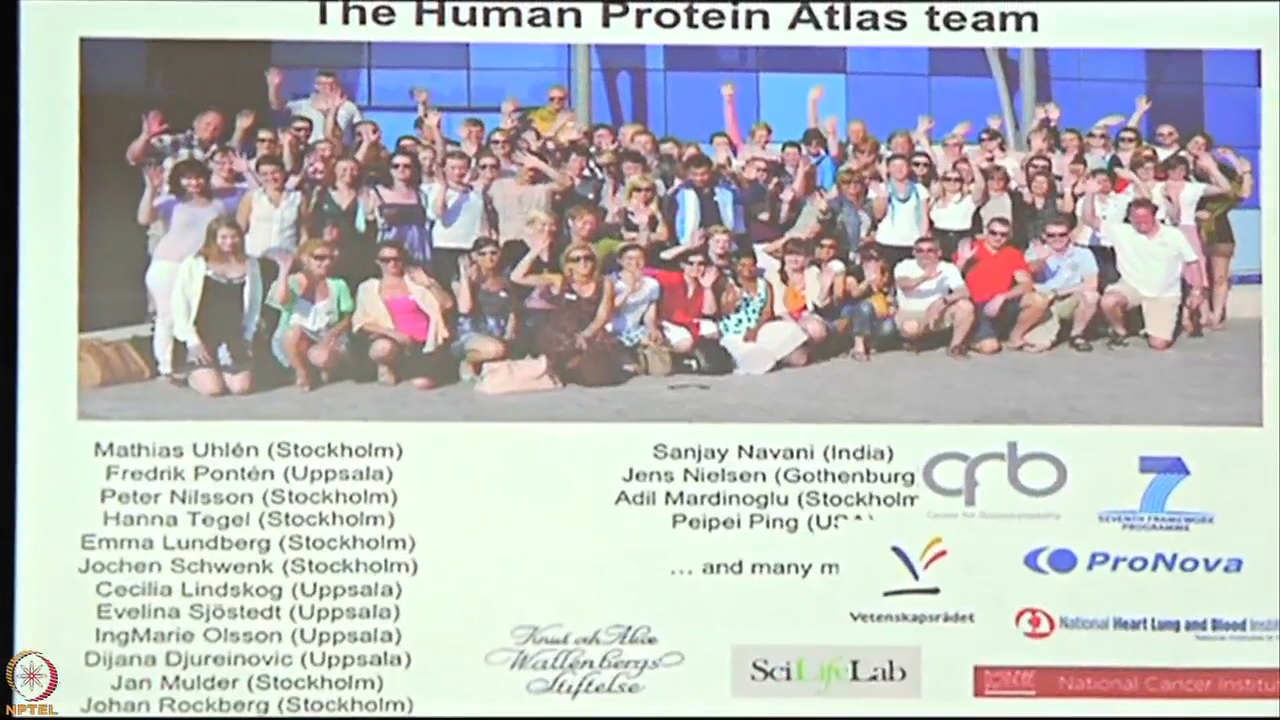 The Human Protein Atlas team
Mathias Uhlén (Stockholm)
Fredrik Pontén (Uppsala)
Peter Nilsson (Stockholm)
Hanna Tegel (Stockholm)
Emma Lundberg (Stockholm)
Jochen Schwenk (Stockholm)
Cecilia Lindskog (Uppsala)
Evelina Sjöstedt (Uppsala)
IngMarie Olsson (Uppsala)
Dijana Djureinovic (Uppsala)
Jan Mulder (Stockholm)
Johan Rockberg (Stockholm)
Sanjay Navani (India)
Jens Nielsen (Gothenburg
Adil Mardinoglu (Stockholm
Peipei Ping
... and many m
SEVENTH FRAMEWORK
PROGRAMME
ProNova
Vetenskapsrådet
National Heart Lung and Blood
Knut och Alice
Wallenbergs
Stiftelse
SciLifeLab
National Cancer Institu
NPTEL